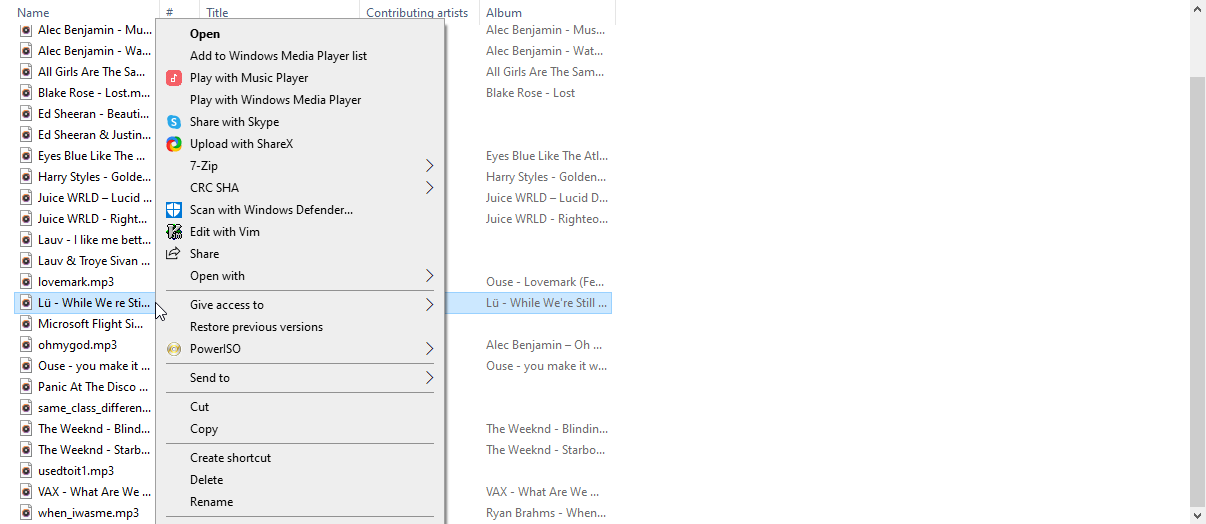 Name # Title Contributing artists Album
Alec Benjamin - Mus... Alec Benjamin - Mus...
Open
Alec Benjamin - Wat... Add to Windows Media Player list Alec Benjamin - Wat...
All Girls Are The Sa... Play with Music Player All Girls Are The Sam...
Blake Rose - Lost.m... Play with Windows Media Player Blake Rose - Lost
Ed Sheeran - Beauti... Share with Skype
Ed Sheeran & Justin... Upload with ShareX
Eyes Blue Like The ... 7-Zip Eyes Blue Like The Atl...
Harry Styles - Golde... CRC SHA Harry Styles - Golden...
Juice WRLD – Lucid ... Juice WRLD – Lucid D...
Scan with Windows Defender...
Juice WRLD - Right... Juice WRLD - Righteo...
Edit with Vim
Lauv - I like me bett...
Share
Lauv & Troye Sivan ...
Open with
lovemark.mp3 Ouse - Lovemark (Fe...
Lü - While We re Sti... Give access to Lü - While We're Still ...
Microsoft Flight Si... Restore previous versions
ohmygod.mp3 PowerISO Alec Benjamin – Oh ...
Ouse - you make it ... Ouse - you make it w...
Send to
Panic At The Disco ...
same_class_differen... Cut
The Weeknd - Blind... Copy The Weeknd - Blindin...
The Weeknd - Starb... The Weeknd - Starbo...
Create shortcut
usedtoit1.mp3
Delete
VAX - What Are We ... VAX - What Are We ...
Rename
when_iwasme.mp3 Ryan Brahms - When...